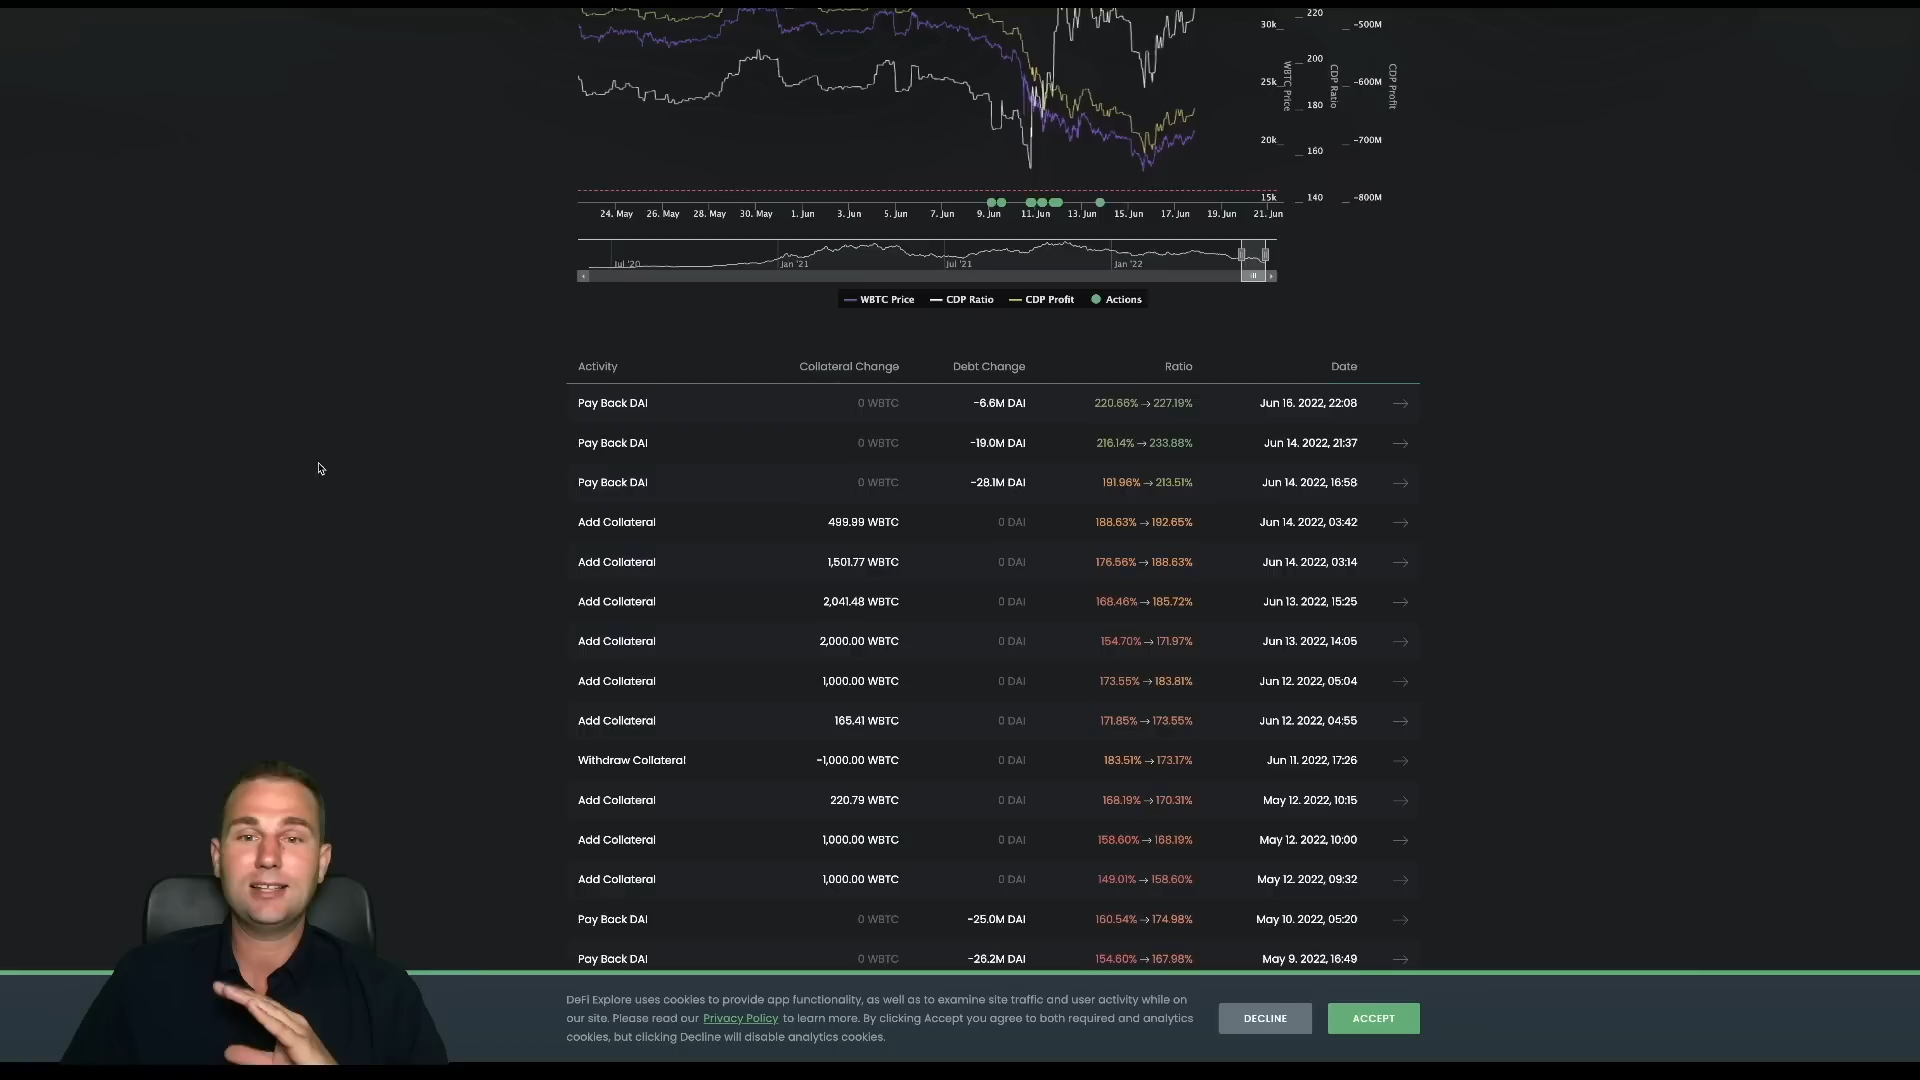 220
30k
-500M
200
25k
-600M
WBTC Price
CDP Ratio
CDP Profit
180
20k
-700M
160
15k
140
-800M
24. May 26. May 28. May 30. May 1. Jun 3. Jun 5. Jun 7. Jun 9. Jun 11. Jun 13. Jun 15. Jun 17. Jun 19. Jun 21. Jun
Jul '20 Jan '21 Jul '21 Jan '22
WBTC Price CDP Ratio CDP Profit Actions
Activity Collateral Change Debt Change Ratio Date
Pay Back DAI 0 WBTC -6.6M DAI 220.66% → 227.19% Jun 16. 2022, 22:08 →
Pay Back DAI 0 WBTC -19.0M DAI 216.14% → 233.88% Jun 14. 2022, 21:37 →
Pay Back DAI 0 WBTC -28.1M DAI 191.96% → 213.51% Jun 14. 2022, 16:58 →
Add Collateral 499.99 WBTC 0 DAI 188.63% → 192.65% Jun 14. 2022, 03:42 →
Add Collateral 1,501.77 WBTC 0 DAI 176.56% → 188.63% Jun 14. 2022, 03:14 →
Add Collateral 2,041.48 WBTC 0 DAI 168.46% → 185.72% Jun 13. 2022, 15:25 →
Add Collateral 2,000.00 WBTC 0 DAI 154.70% → 171.97% Jun 13. 2022, 14:05 →
Add Collateral 1,000.00 WBTC 0 DAI 173.55% → 183.81% Jun 12. 2022, 05:04 →
Add Collateral 165.41 WBTC 0 DAI 171.85% → 173.55% Jun 12. 2022, 04:55 →
Withdraw Collateral -1,000.00 WBTC 0 DAI 183.51% → 173.17% Jun 11. 2022, 17:26 →
Add Collateral 220.79 WBTC 0 DAI 168.19% → 170.31% May 12. 2022, 10:15 →
Add Collateral 1,000.00 WBTC 0 DAI 158.60% → 168.19% May 12. 2022, 10:00 →
Add Collateral 1,000.00 WBTC 0 DAI 149.01% → 158.60% May 12. 2022, 09:32 →
Pay Back DAI 0 WBTC -25.0M DAI 160.54% → 174.98% May 10. 2022, 05:20 →
Pay Back DAI 0 WBTC -26.2M DAI 154.60% → 167.98% May 9. 2022, 16:49 →
DeFi Explore uses cookies to provide app functionality, as well as to examine site traffic and user activity while on
our site. Please read our Privacy Policy to learn more. By clicking Accept you agree to both required and analytics
cookies, but clicking Decline will disable analytics cookies.
DECLINE
ACCEPT